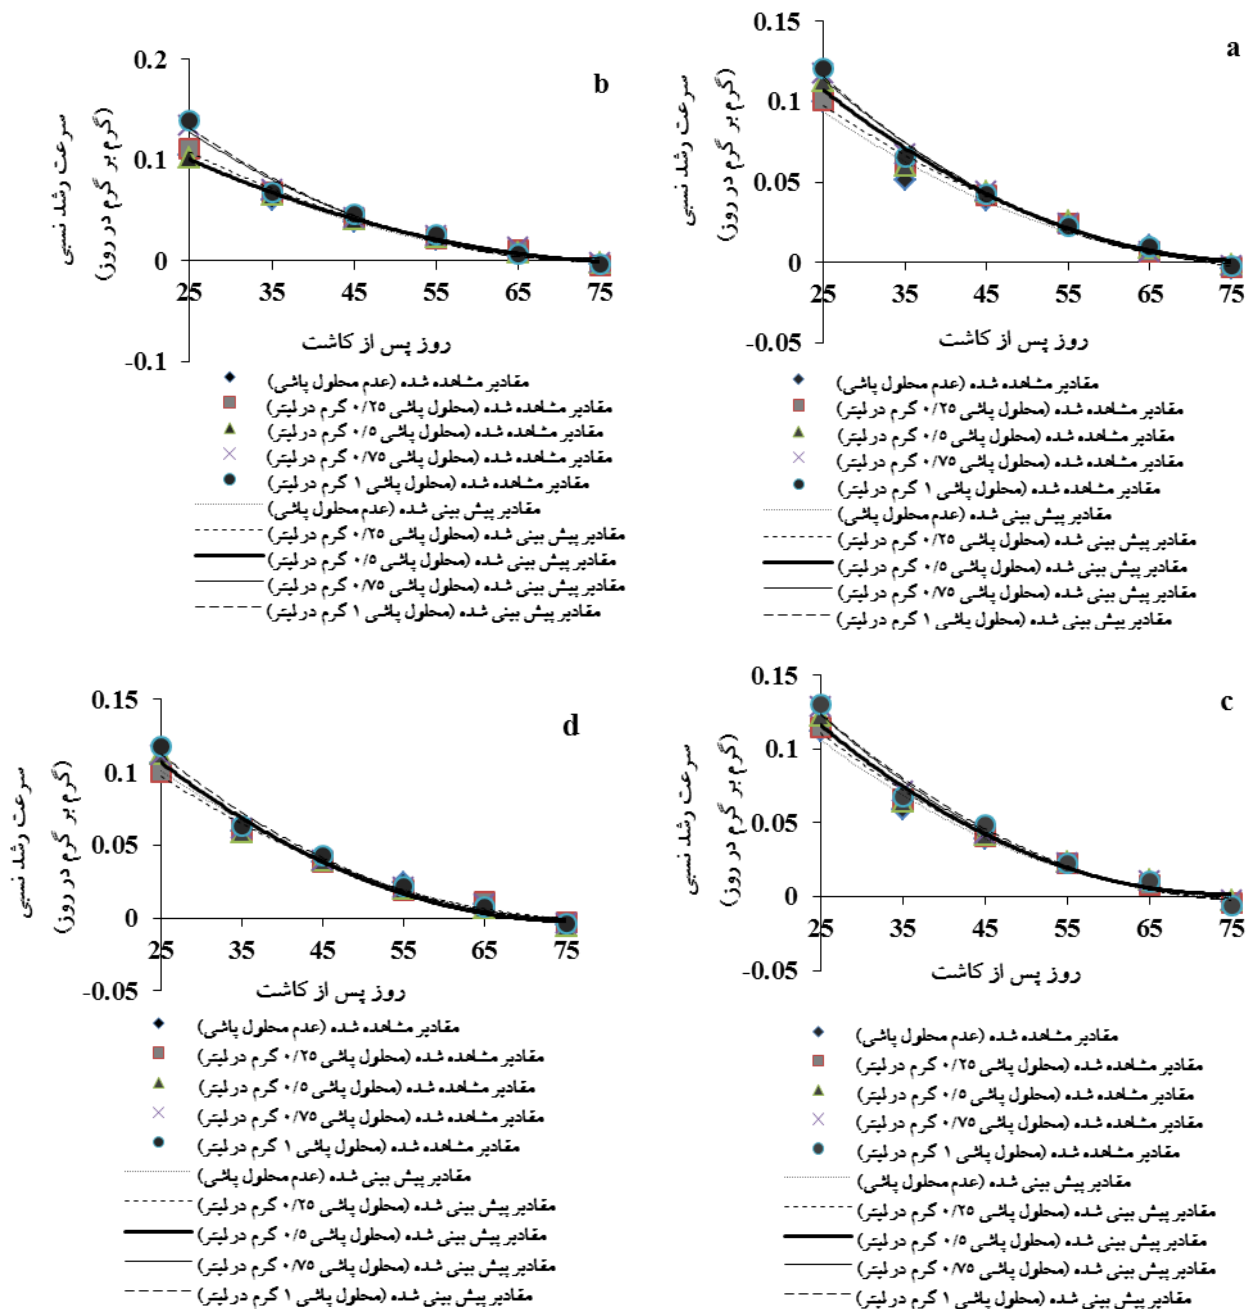 a
سرعت رشد نسبی
(گرم بر گرم در روز)
0.15
0.1
0.05
0
-0.05
25 35 45 55 65 75
روز پس از کاشت
مقادیر مشاهده شده (عدم محلول پاشی)
مقادیر مشاهده شده (محلول پاشی ۰/۲۵ گرم در لیتر)
مقادیر مشاهده شده (محلول پاشی ۰/۵ گرم در لیتر)
مقادیر مشاهده شده (محلول پاشی ۰/۷۵ گرم در لیتر)
مقادیر مشاهده شده (محلول پاشی ۱ گرم در لیتر)
مقادیر پیش بینی شده (عدم محلول پاشی)
مقادیر پیش بینی شده (محلول پاشی ۰/۲۵ گرم در لیتر)
مقادیر پیش بینی شده (محلول پاشی ۰/۵ گرم در لیتر)
مقادیر پیش بینی شده (محلول پاشی ۰/۷۵ گرم در لیتر)
مقادیر پیش بینی شده (محلول پاشی ۱ گرم در لیتر)
b
سرعت رشد نسبی
(گرم بر گرم در روز)
0.2
0.1
0
-0.1
25 35 45 55 65 75
روز پس از کاشت
مقادیر مشاهده شده (عدم محلول پاشی)
مقادیر مشاهده شده (محلول پاشی ۰/۲۵ گرم در لیتر)
مقادیر مشاهده شده (محلول پاشی ۰/۵ گرم در لیتر)
مقادیر مشاهده شده (محلول پاشی ۰/۷۵ گرم در لیتر)
مقادیر مشاهده شده (محلول پاشی ۱ گرم در لیتر)
مقادیر پیش بینی شده (عدم محلول پاشی)
مقادیر پیش بینی شده (محلول پاشی ۰/۲۵ گرم در لیتر)
مقادیر پیش بینی شده (محلول پاشی ۰/۵ گرم در لیتر)
مقادیر پیش بینی شده (محلول پاشی ۰/۷۵ گرم در لیتر)
مقادیر پیش بینی شده (محلول پاشی ۱ گرم در لیتر)
c
سرعت رشد نسبی
(گرم بر گرم در روز)
0.15
0.1
0.05
0
-0.05
25 35 45 55 65 75
روز پس از کاشت
مقادیر مشاهده شده (عدم محلول پاشی)
مقادیر مشاهده شده (محلول پاشی ۰/۲۵ گرم در لیتر)
مقادیر مشاهده شده (محلول پاشی ۰/۵ گرم در لیتر)
مقادیر مشاهده شده (محلول پاشی ۰/۷۵ گرم در لیتر)
مقادیر مشاهده شده (محلول پاشی ۱ گرم در لیتر)
مقادیر پیش بینی شده (عدم محلول پاشی)
مقادیر پیش بینی شده (محلول پاشی ۰/۲۵ گرم در لیتر)
مقادیر پیش بینی شده (محلول پاشی ۰/۵ گرم در لیتر)
مقادیر پیش بینی شده (محلول پاشی ۰/۷۵ گرم در لیتر)
مقادیر پیش بینی شده (محلول پاشی ۱ گرم در لیتر)
d
سرعت رشد نسبی
(گرم بر گرم در روز)
0.15
0.1
0.05
0
-0.05
25 35 45 55 65 75
روز پس از کاشت
مقادیر مشاهده شده (عدم محلول پاشی)
مقادیر مشاهده شده (محلول پاشی ۰/۲۵ گرم در لیتر)
مقادیر مشاهده شده (محلول پاشی ۰/۵ گرم در لیتر)
مقادیر مشاهده شده (محلول پاشی ۰/۷۵ گرم در لیتر)
مقادیر مشاهده شده (محلول پاشی ۱ گرم در لیتر)
مقادیر پیش بینی شده (عدم محلول پاشی)
مقادیر پیش بینی شده (محلول پاشی ۰/۲۵ گرم در لیتر)
مقادیر پیش بینی شده (محلول پاشی ۰/۵ گرم در لیتر)
مقادیر پیش بینی شده (محلول پاشی ۰/۷۵ گرم در لیتر)
مقادیر پیش بینی شده (محلول پاشی ۱ گرم در لیتر)